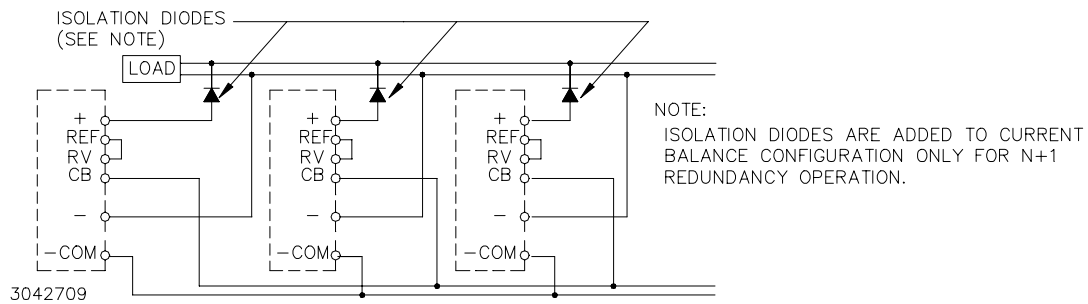 ISOLATION DIODES
(SEE NOTE)
LOAD
+
REF
RV
CB
−
−COM
+
REF
RV
CB
−
−COM
+
REF
RV
CB
−
−COM
NOTE:
ISOLATION DIODES ARE ADDED TO CURRENT
BALANCE CONFIGURATION ONLY FOR N+1
REDUNDANCY OPERATION.
3042709